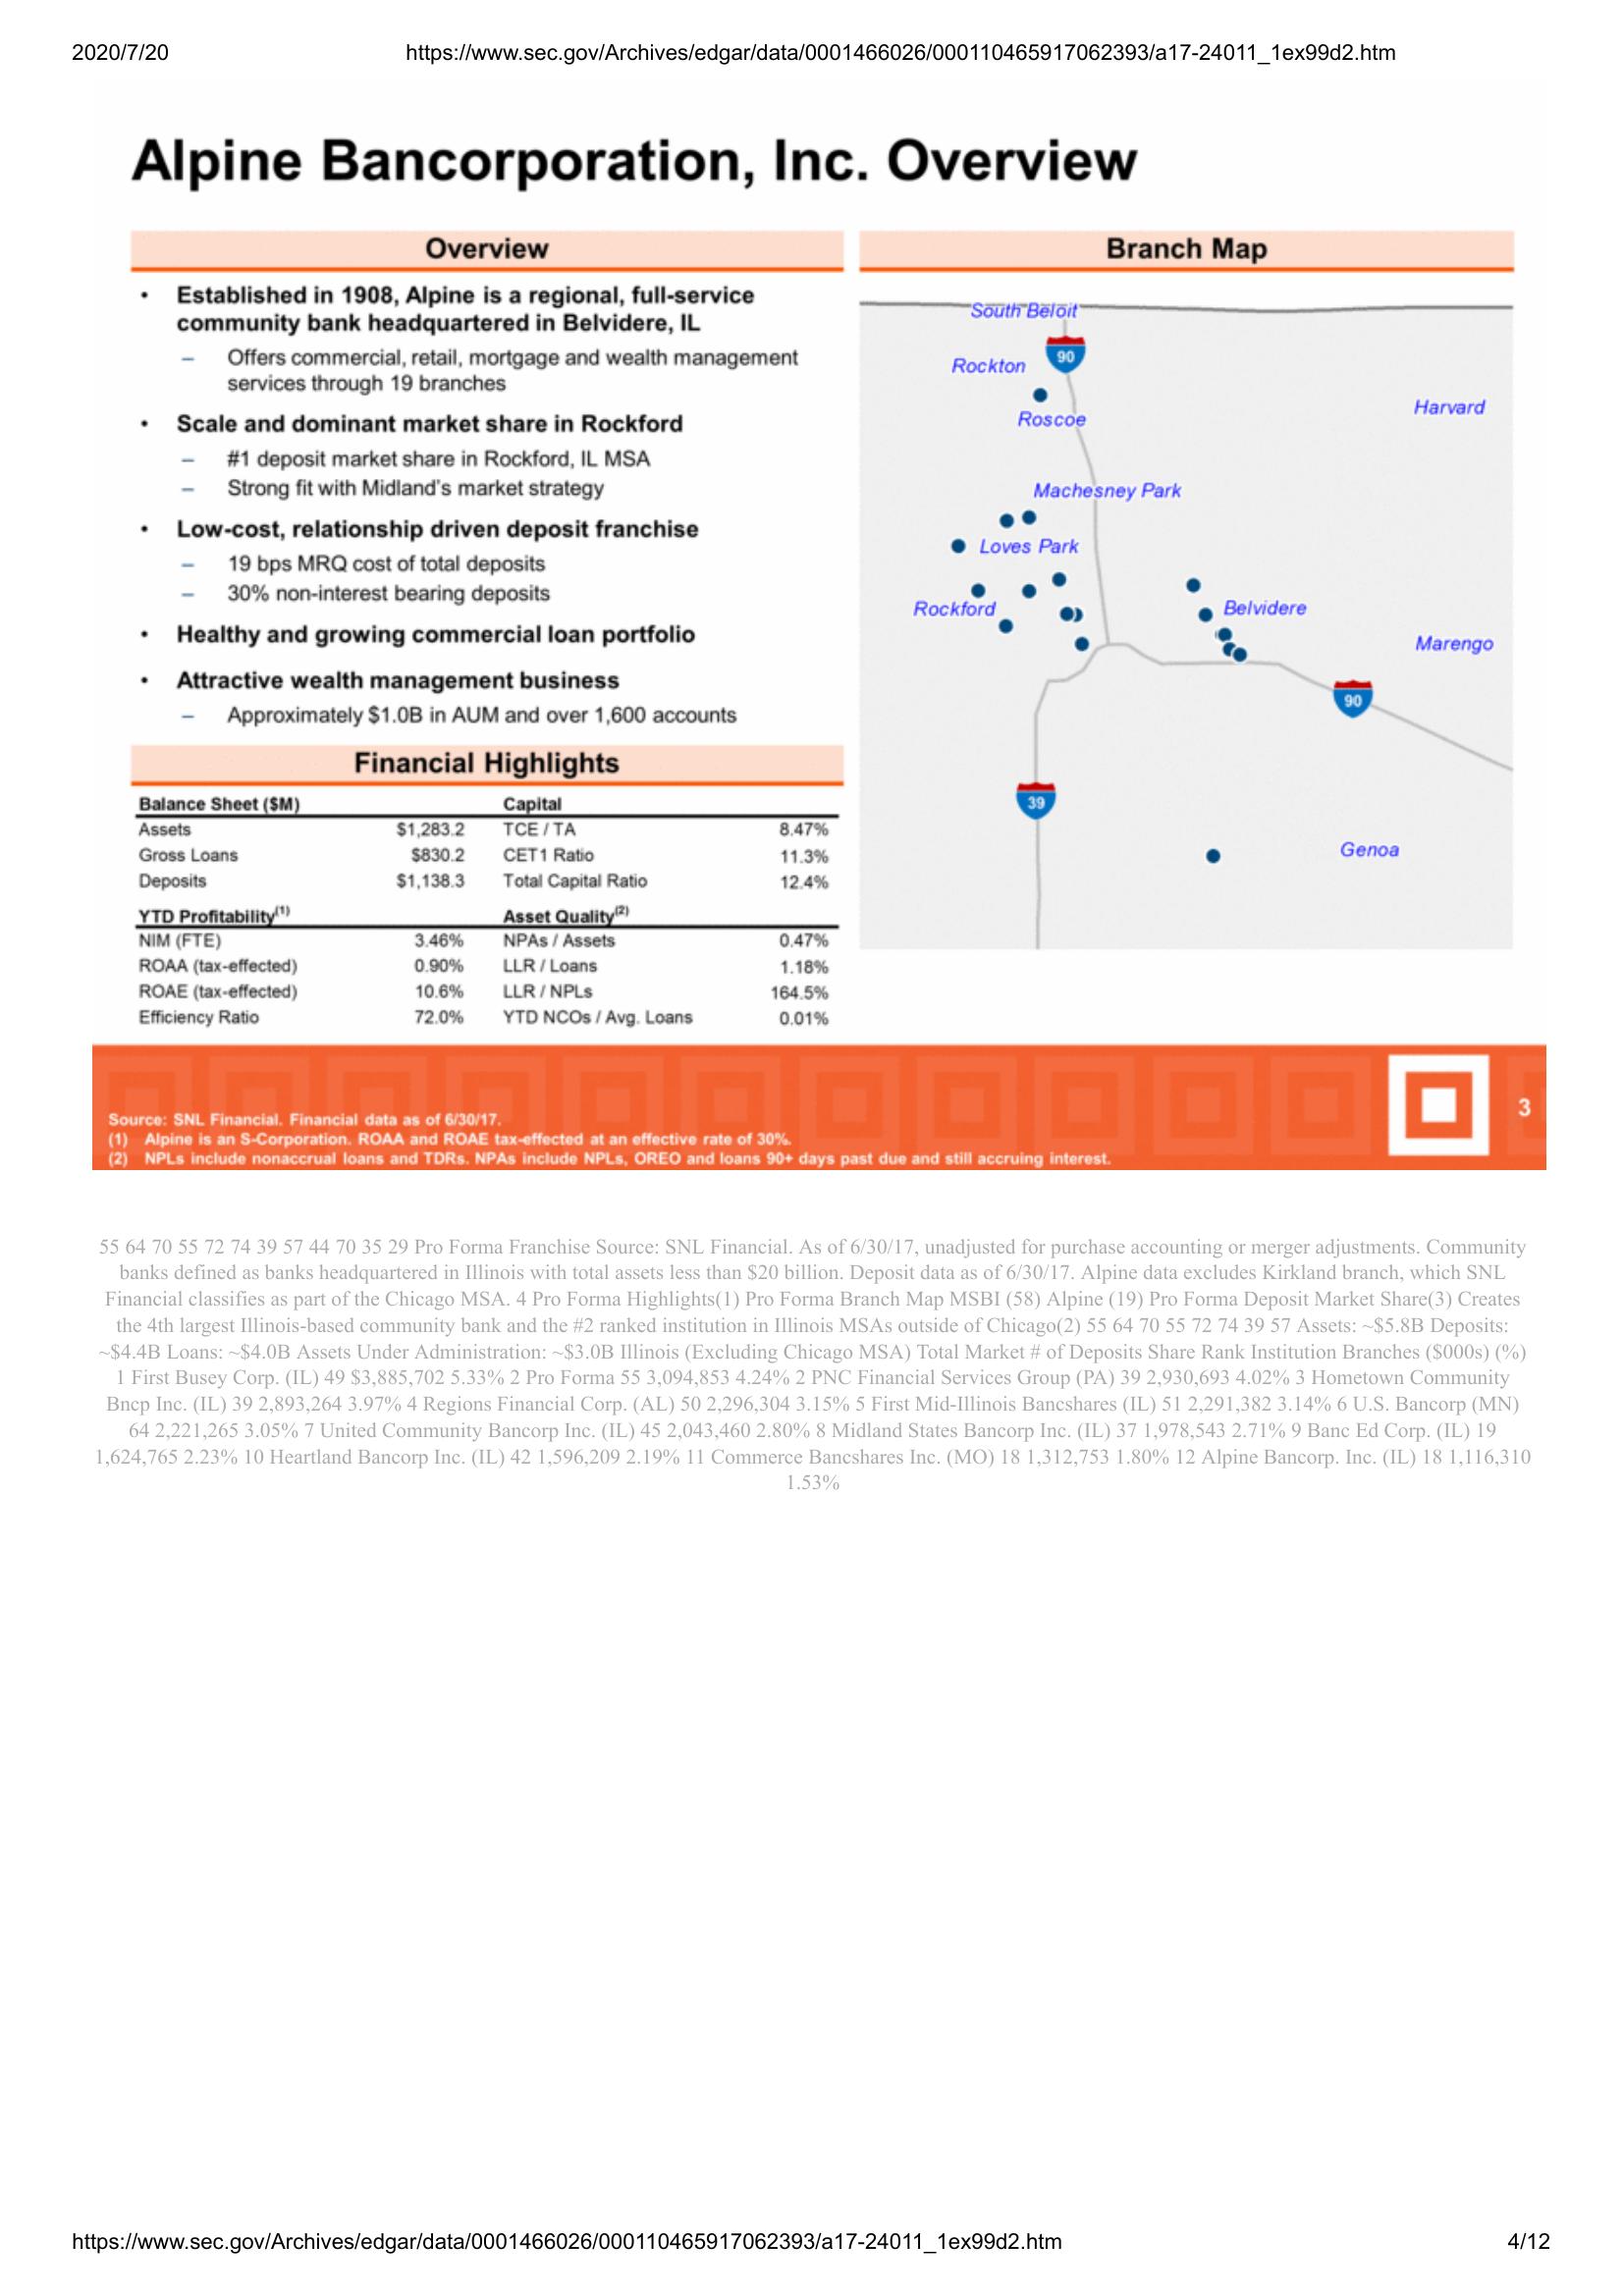 2020/7/20 https://www.sec.gov/Archives/edgar/data/0001466026/000110465917062393/a17-24011_1ex99d2.htm
Alpine Bancorporation, Inc. Overview
Overview
• Established in 1908, Alpine is a regional, full-service
community bank headquartered in Belvidere, IL
– Offers commercial, retail, mortgage and wealth management
services through 19 branches
• Scale and dominant market share in Rockford
– #1 deposit market share in Rockford, IL MSA
– Strong fit with Midland's market strategy
• Low-cost, relationship driven deposit franchise
– 19 bps MRQ cost of total deposits
– 30% non-interest bearing deposits
• Healthy and growing commercial loan portfolio
• Attractive wealth management business
– Approximately $1.0B in AUM and over 1,600 accounts
Financial Highlights
Balance Sheet ($M) Capital
Assets $1,283.2 TCE / TA 8.47%
Gross Loans $830.2 CET1 Ratio 11.3%
Deposits $1,138.3 Total Capital Ratio 12.4%
YTD Profitability(1) Asset Quality(2)
NIM (FTE) 3.46% NPAs / Assets 0.47%
ROAA (tax-effected) 0.90% LLR / Loans 1.18%
ROAE (tax-effected) 10.6% LLR / NPLs 164.5%
Efficiency Ratio 72.0% YTD NCOs / Avg. Loans 0.01%
Branch Map
South Beloit
90
Rockton
Harvard
Roscoe
Machesney Park
Loves Park
Rockford
Belvidere
Marengo
90
39
Genoa
Source: SNL Financial. Financial data as of 6/30/17.
(1) Alpine is an S-Corporation. ROAA and ROAE tax-effected at an effective rate of 30%.
(2) NPLs include nonaccrual loans and TDRs. NPAs include NPLs, OREO and loans 90+ days past due and still accruing interest.
3
55 64 70 55 72 74 39 57 44 70 35 29 Pro Forma Franchise Source: SNL Financial. As of 6/30/17, unadjusted for purchase accounting or merger adjustments. Community
banks defined as banks headquartered in Illinois with total assets less than $20 billion. Deposit data as of 6/30/17. Alpine data excludes Kirkland branch, which SNL
Financial classifies as part of the Chicago MSA. 4 Pro Forma Highlights(1) Pro Forma Branch Map MSBI (58) Alpine (19) Pro Forma Deposit Market Share(3) Creates
the 4th largest Illinois-based community bank and the #2 ranked institution in Illinois MSAs outside of Chicago(2) 55 64 70 55 72 74 39 57 Assets: ~$5.8B Deposits:
~$4.4B Loans: ~$4.0B Assets Under Administration: ~$3.0B Illinois (Excluding Chicago MSA) Total Market # of Deposits Share Rank Institution Branches ($000s) (%)
1 First Busey Corp. (IL) 49 $3,885,702 5.33% 2 Pro Forma 55 3,094,853 4.24% 2 PNC Financial Services Group (PA) 39 2,930,693 4.02% 3 Hometown Community
Bncp Inc. (IL) 39 2,893,264 3.97% 4 Regions Financial Corp. (AL) 50 2,296,304 3.15% 5 First Mid-Illinois Bancshares (IL) 51 2,291,382 3.14% 6 U.S. Bancorp (MN)
64 2,221,265 3.05% 7 United Community Bancorp Inc. (IL) 45 2,043,460 2.80% 8 Midland States Bancorp Inc. (IL) 37 1,978,543 2.71% 9 Banc Ed Corp. (IL) 19
1,624,765 2.23% 10 Heartland Bancorp Inc. (IL) 42 1,596,209 2.19% 11 Commerce Bancshares Inc. (MO) 18 1,312,753 1.80% 12 Alpine Bancorp. Inc. (IL) 18 1,116,310
1.53%
https://www.sec.gov/Archives/edgar/data/0001466026/000110465917062393/a17-24011_1ex99d2.htm 4/12